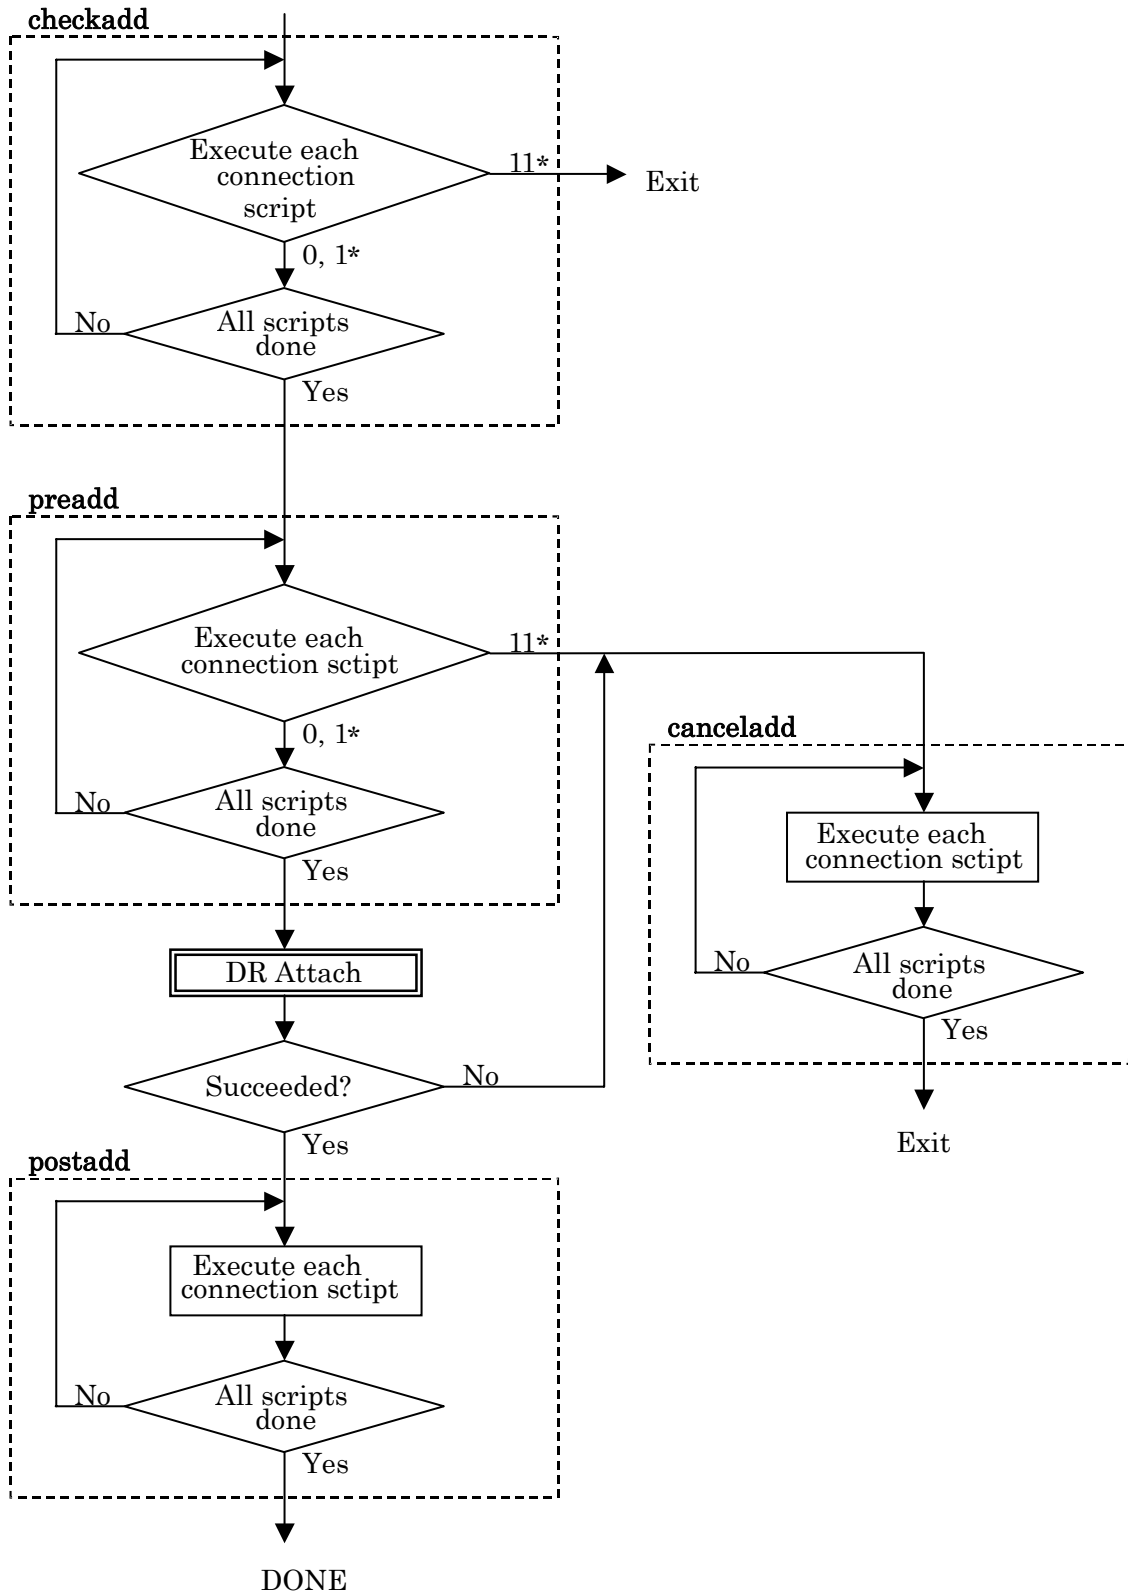 checkadd
Execute each
connection
script
11*
Exit
0, 1*
No
All scripts
done
Yes
preadd
Execute each
connection sctipt
11*
0, 1*
No
All scripts
done
Yes
canceladd
Execute each
connection sctipt
No
All scripts
done
Yes
Exit
DR Attach
Succeeded?
No
Yes
postadd
Execute each
connection sctipt
No
All scripts
done
Yes
DONE